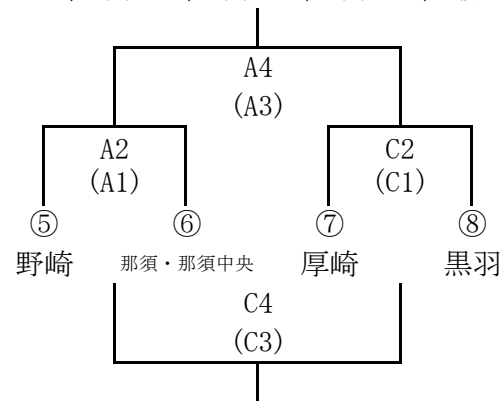 A4
(A3)
A2 C2
(A1) (C1)
⑤ ⑥ ⑦ ⑧
野崎 那須・那須中央 厚崎 黒羽
C4
(C3)